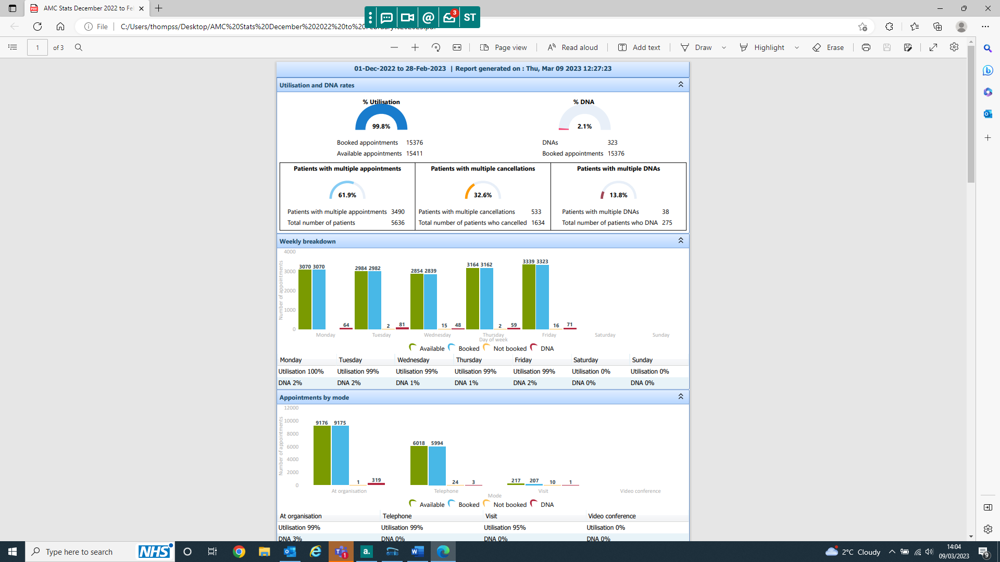 AMC Stats December 2022 to Fe
3
ST
File
C:/Users/thompss/Desktop/AMC%20Stats%20December%202022%20to%20February%202023.pdf
1 of 3
Page view
Read aloud
Add text
Draw
Highlight
Erase
01-Dec-2022 to 28-Feb-2023 | Report generated on : Thu, Mar 09 2023 12:27:23
Utilisation and DNA rates
% Utilisation
99.8%
Booked appointments 15376
Available appointments 15411
% DNA
2.1%
DNAs 323
Booked appointments 15376
Patients with multiple appointments
61.9%
Patients with multiple appointments 3490
Total number of patients 5636
Patients with multiple cancellations
32.6%
Patients with multiple cancellations 533
Total number of patients who cancelled 1634
Patients with multiple DNAs
13.8%
Patients with multiple DNAs 38
Total number of patients who DNA 275
Weekly breakdown
Number of appointments
4000
3000
2000
1000
0
3070 3070 64
2984 2982 2 81
2854 2839 15 48
3164 3162 2 59
3339 3323 16 71
Monday Tuesday Wednesday Thursday Friday Saturday Sunday
Day of week
Available Booked Not booked DNA
Monday Tuesday Wednesday Thursday Friday Saturday Sunday
Utilisation 100% Utilisation 99% Utilisation 99% Utilisation 99% Utilisation 99% Utilisation 0% Utilisation 0%
DNA 2% DNA 2% DNA 1% DNA 1% DNA 2% DNA 0% DNA 0%
Appointments by mode
Number of appointments
12000
10000
8000
6000
4000
2000
0
9176 9175 1 319
6018 5994 24 3
217 207 10 1
At organisation Telephone Visit Video conference
Mode
Available Booked Not booked DNA
At organisation Telephone Visit Video conference
Utilisation 99% Utilisation 99% Utilisation 95% Utilisation 0%
DNA 3% DNA 0% DNA 0% DNA 0%
Type here to search
NHS
1
a.
2°C Cloudy
14:04
09/03/2023
9